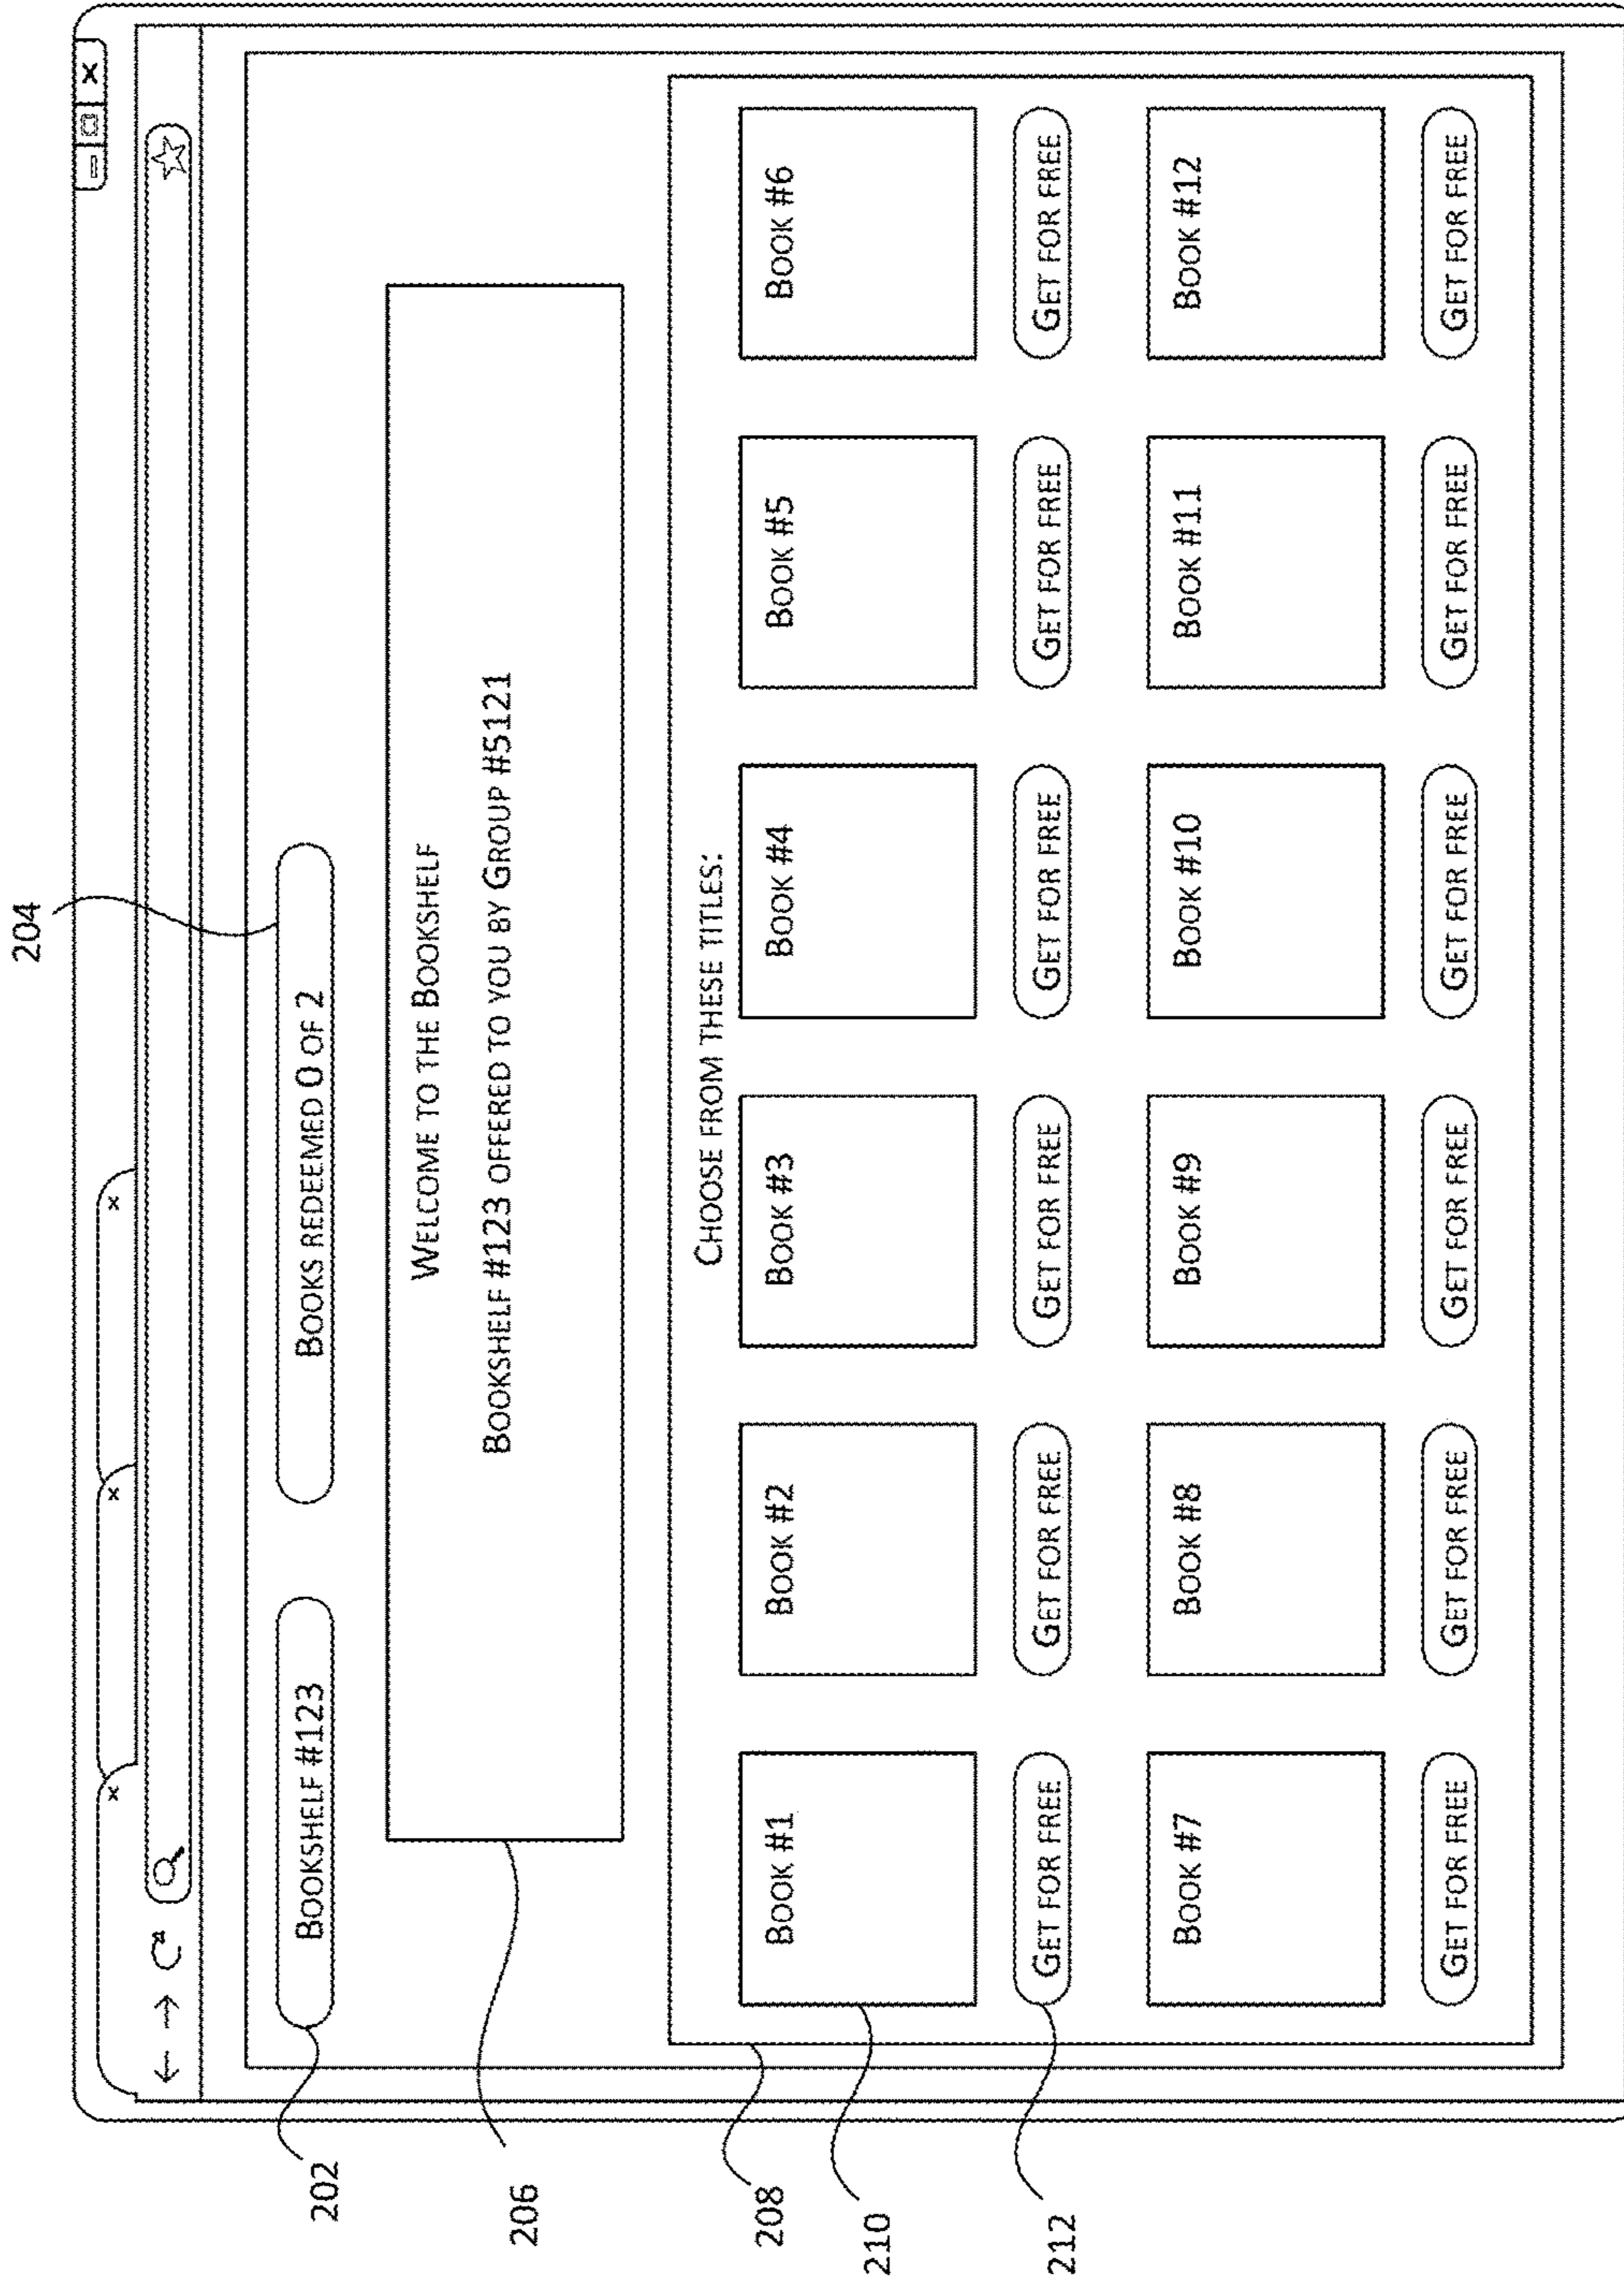 204
x x x
BOOKSHELF #123 BOOKS REDEEMED 0 OF 2
202
WELCOME TO THE BOOKSHELF
BOOKSHELF #123 OFFERED TO YOU BY GROUP #5121
206
CHOOSE FROM THESE TITLES:
208
BOOK #1 BOOK #2 BOOK #3 BOOK #4 BOOK #5 BOOK #6
210
GET FOR FREE GET FOR FREE GET FOR FREE GET FOR FREE GET FOR FREE GET FOR FREE
212
BOOK #7 BOOK #8 BOOK #9 BOOK #10 BOOK #11 BOOK #12
GET FOR FREE GET FOR FREE GET FOR FREE GET FOR FREE GET FOR FREE GET FOR FREE